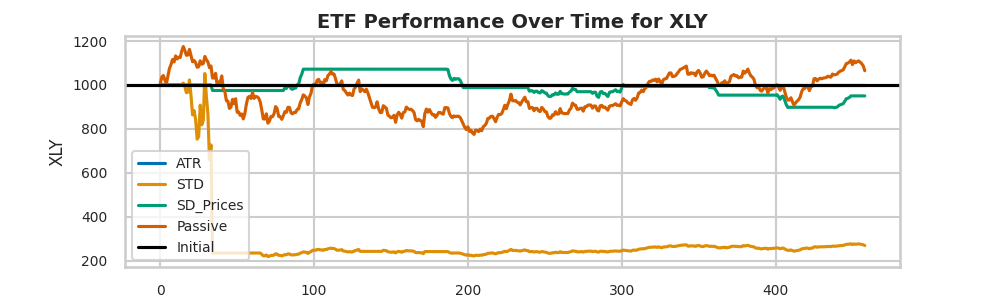 ETF Performance Over Time for XLY
1200
1000
800
600
400
200
XLY
ATR
STD
SD_Prices
Passive
Initial
0
100
200
300
400